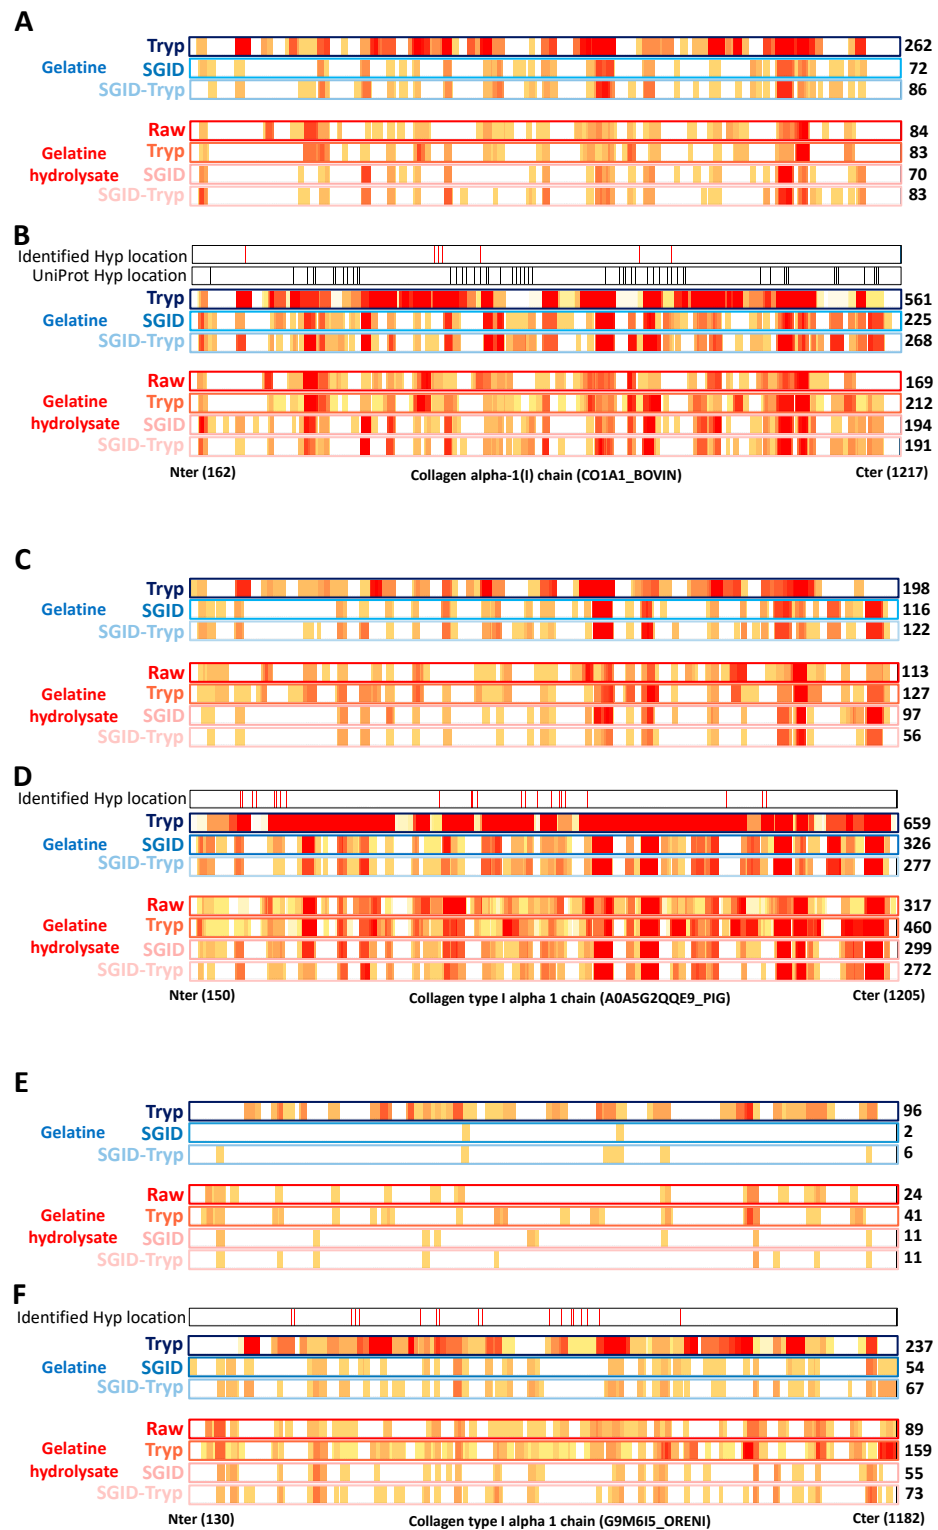 A
Tryp 262
Gelatine SGID 72
SGID-Tryp 86
Raw 84
Gelatine Tryp 83
hydrolysate SGID 70
SGID-Tryp 83
B
Identified Hyp location
UniProt Hyp location
Tryp 561
Gelatine SGID 225
SGID-Tryp 268
Raw 169
Gelatine Tryp 212
hydrolysate SGID 194
SGID-Tryp 191
Nter (162) Collagen alpha-1(I) chain (CO1A1_BOVIN) Cter (1217)
C
Tryp 198
Gelatine SGID 116
SGID-Tryp 122
Raw 113
Gelatine Tryp 127
hydrolysate SGID 97
SGID-Tryp 56
D
Identified Hyp location
Tryp 659
Gelatine SGID 326
SGID-Tryp 277
Raw 317
Gelatine Tryp 460
hydrolysate SGID 299
SGID-Tryp 272
Nter (150) Collagen type I alpha 1 chain (A0A5G2QQE9_PIG) Cter (1205)
E
Tryp 96
Gelatine SGID 2
SGID-Tryp 6
Raw 24
Gelatine Tryp 41
hydrolysate SGID 11
SGID-Tryp 11
F
Identified Hyp location
Tryp 237
Gelatine SGID 54
SGID-Tryp 67
Raw 89
Gelatine Tryp 159
hydrolysate SGID 55
SGID-Tryp 73
Nter (130) Collagen type I alpha 1 chain (G9M6I5_ORENI) Cter (1182)